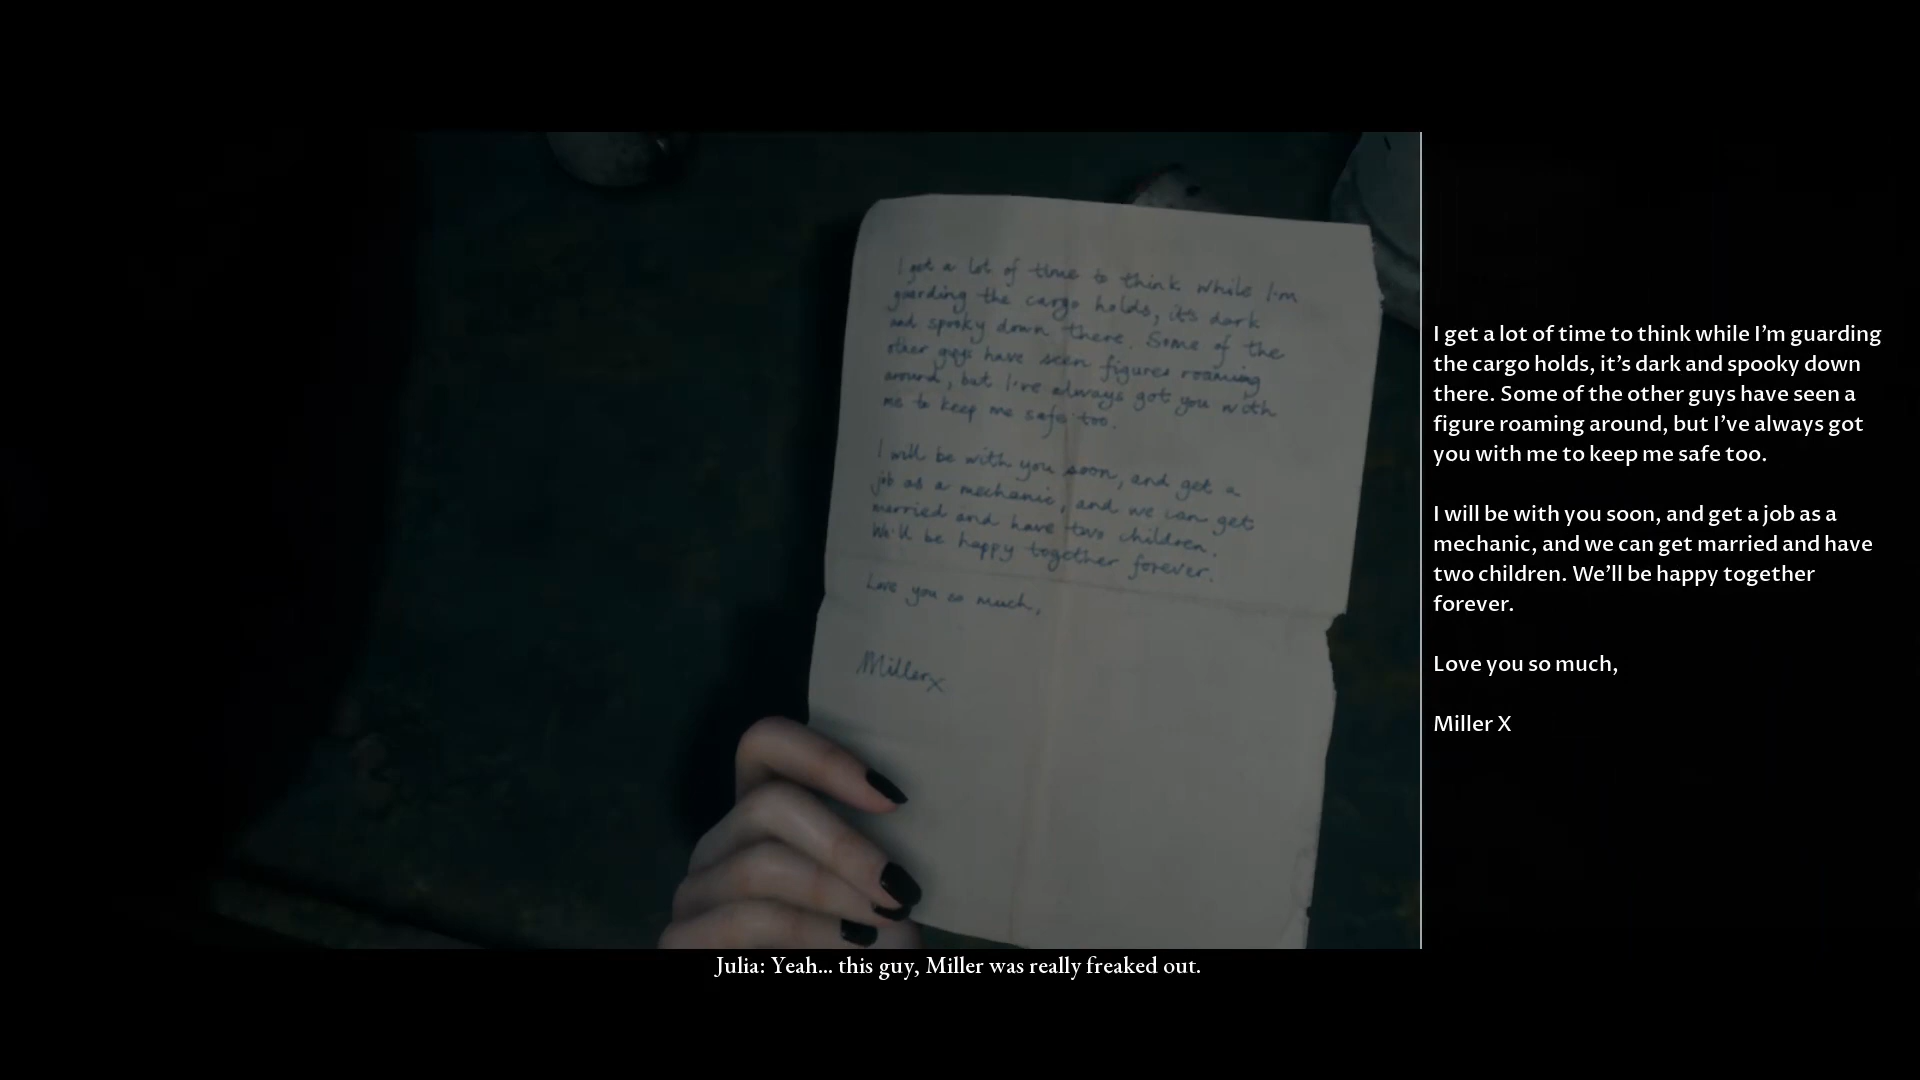 I get a lot of time to think while I'm
guarding the cargo holds, it's dark
and spooky down there. Some of the
other guys have seen figures roaming
around, but I've always got you with
me to keep me safe too.
I will be with you soon, and get a
job as a mechanic, and we can get
married and have two children.
We'll be happy together forever.
Love you so much,
Miller x
I get a lot of time to think while I’m guarding
the cargo holds, it’s dark and spooky down
there. Some of the other guys have seen a
figure roaming around, but I’ve always got
you with me to keep me safe too.
I will be with you soon, and get a job as a
mechanic, and we can get married and have
two children. We’ll be happy together
forever.
Love you so much,
Miller X
Julia: Yeah... this guy, Miller was really freaked out.